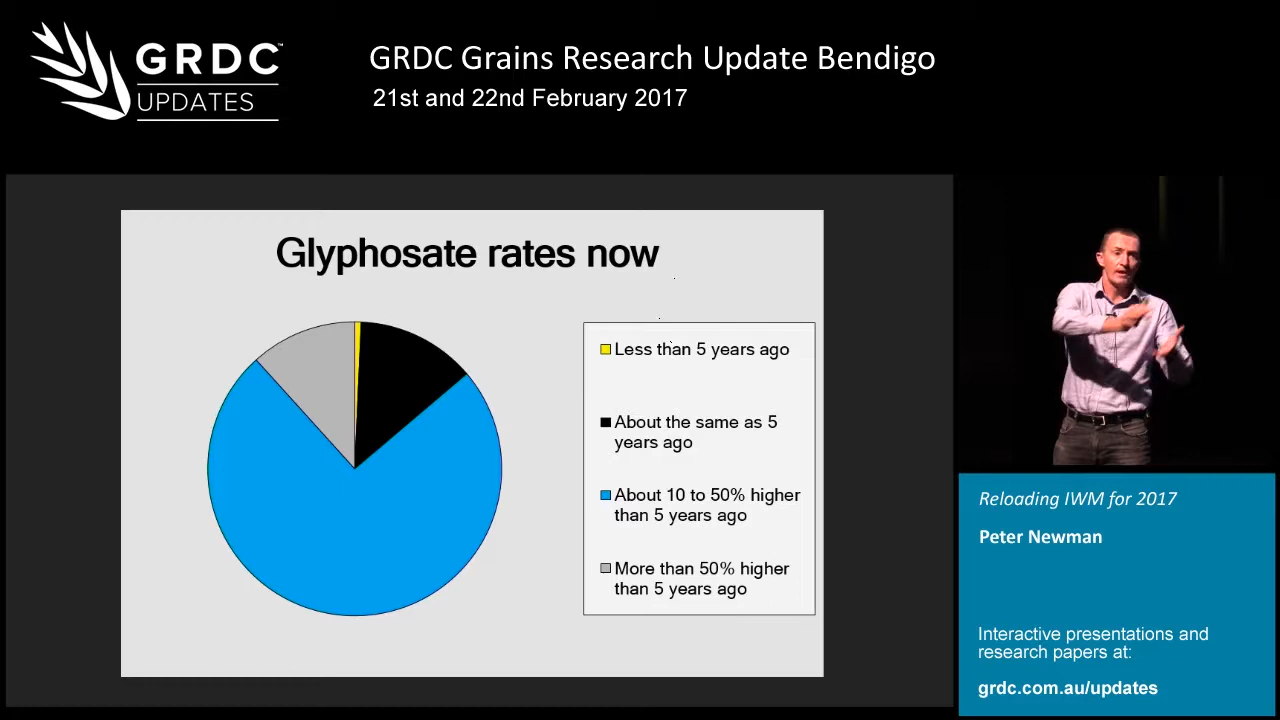 GRDC™
UPDATES
GRDC Grains Research Update Bendigo
21st and 22nd February 2017
Glyphosate rates now
Less than 5 years ago
About the same as 5
years ago
About 10 to 50% higher
than 5 years ago
More than 50% higher
than 5 years ago
Reloading IWM for 2017
Peter Newman
Interactive presentations and
research papers at:
grdc.com.au/updates